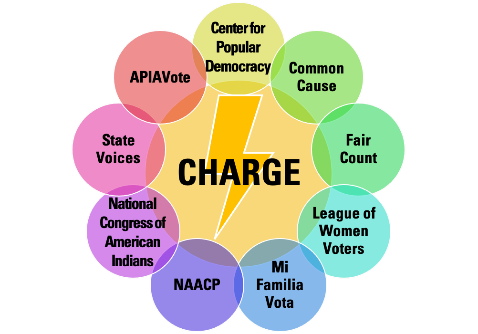 Center for
Popular
Democracy
Common
Cause
Fair
Count
League of
Women
Voters
Mi
Familia
Vota
NAACP
National
Congress of
American
Indians
State
Voices
APIAVote
CHARGE